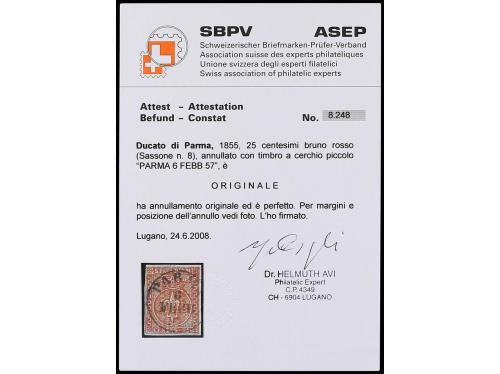 SBPV ASEP
Schweizerischer Briefmarken-Prüfer-Verband
Association suisse des experts philatéliques
Unione svizzera degli esperti filatelici
Swiss association of philatelic experts
Attest – Attestation
Befund – Constat No. 8.248
Ducato di Parma, 1855, 25 centesimi bruno rosso
(Sassone n. 8), annullato con timbro a cerchio piccolo
"PARMA 6 FEBB 57", è
ORIGINALE
ha annullamento originale ed è perfetto. Per margini e
posizione dell'annullo vedi foto. L'ho firmato.
Lugano, 24.6.2008.
Dr. HELMUTH AVI
Philatelic Expert
C.P. 4349
CH - 6904 LUGANO